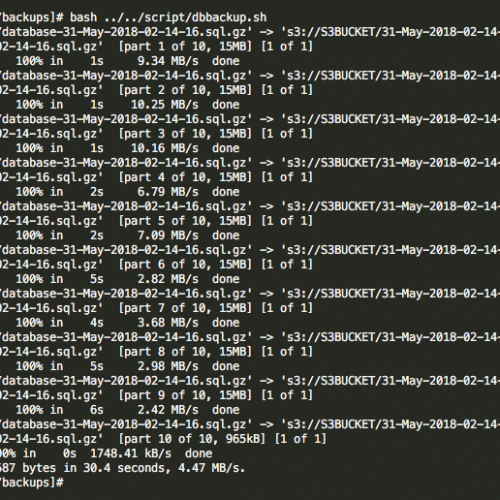 /backups]# bash ../../script/dbbackup.sh
/database-31-May-2018-02-14-16.sql.gz' -> 's3://S3BUCKET/31-May-2018-02-14-
02-14-16.sql.gz'  [part 1 of 10, 15MB] [1 of 1]
100% in    1s     9.34 MB/s  done
/database-31-May-2018-02-14-16.sql.gz' -> 's3://S3BUCKET/31-May-2018-02-14-
02-14-16.sql.gz'  [part 2 of 10, 15MB] [1 of 1]
100% in    1s    10.25 MB/s  done
/database-31-May-2018-02-14-16.sql.gz' -> 's3://S3BUCKET/31-May-2018-02-14-
02-14-16.sql.gz'  [part 3 of 10, 15MB] [1 of 1]
100% in    1s    10.16 MB/s  done
/database-31-May-2018-02-14-16.sql.gz' -> 's3://S3BUCKET/31-May-2018-02-14-
02-14-16.sql.gz'  [part 4 of 10, 15MB] [1 of 1]
100% in    2s     6.79 MB/s  done
/database-31-May-2018-02-14-16.sql.gz' -> 's3://S3BUCKET/31-May-2018-02-14-
02-14-16.sql.gz'  [part 5 of 10, 15MB] [1 of 1]
100% in    2s     7.09 MB/s  done
/database-31-May-2018-02-14-16.sql.gz' -> 's3://S3BUCKET/31-May-2018-02-14-
02-14-16.sql.gz'  [part 6 of 10, 15MB] [1 of 1]
100% in    5s     2.82 MB/s  done
/database-31-May-2018-02-14-16.sql.gz' -> 's3://S3BUCKET/31-May-2018-02-14-
02-14-16.sql.gz'  [part 7 of 10, 15MB] [1 of 1]
100% in    4s     3.68 MB/s  done
/database-31-May-2018-02-14-16.sql.gz' -> 's3://S3BUCKET/31-May-2018-02-14-
02-14-16.sql.gz'  [part 8 of 10, 15MB] [1 of 1]
100% in    5s     2.98 MB/s  done
/database-31-May-2018-02-14-16.sql.gz' -> 's3://S3BUCKET/31-May-2018-02-14-
02-14-16.sql.gz'  [part 9 of 10, 15MB] [1 of 1]
100% in    6s     2.42 MB/s  done
/database-31-May-2018-02-14-16.sql.gz' -> 's3://S3BUCKET/31-May-2018-02-14-
02-14-16.sql.gz'  [part 10 of 10, 965kB] [1 of 1]
00% in    0s  1748.41 kB/s  done
587 bytes in 30.4 seconds, 4.47 MB/s.
/backups]#